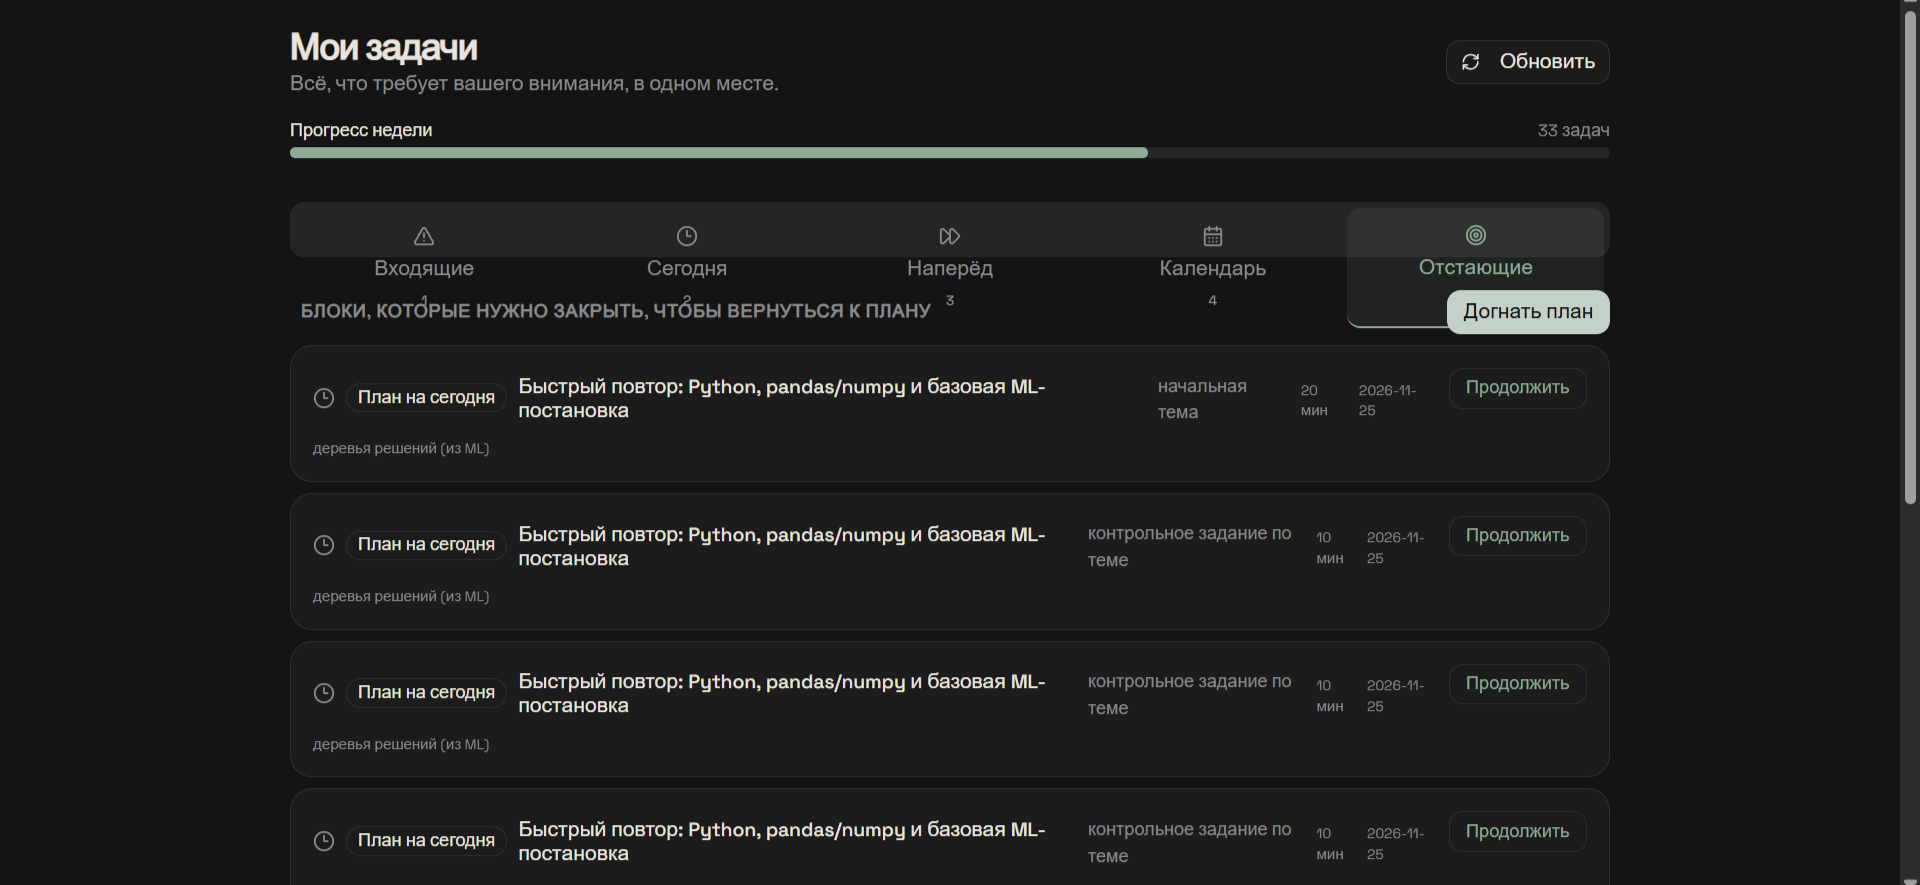 Мои задачи
Всё, что требует вашего внимания, в одном месте.
Обновить
Прогресс недели
33 задач
Входящие
1
Сегодня
2
Наперёд
3
Календарь
4
Отстающие
БЛОКИ, КОТОРЫЕ НУЖНО ЗАКРЫТЬ, ЧТОБЫ ВЕРНУТЬСЯ К ПЛАНУ
Догнать план
План на сегодня
Быстрый повтор: Python, pandas/numpy и базовая ML-
постановка
начальная
тема
20
мин
2026-11-
25
Продолжить
деревья решений (из ML)
План на сегодня
Быстрый повтор: Python, pandas/numpy и базовая ML-
постановка
контрольное задание по
теме
10
мин
2026-11-
25
Продолжить
деревья решений (из ML)
План на сегодня
Быстрый повтор: Python, pandas/numpy и базовая ML-
постановка
контрольное задание по
теме
10
мин
2026-11-
25
Продолжить
деревья решений (из ML)
План на сегодня
Быстрый повтор: Python, pandas/numpy и базовая ML-
постановка
контрольное задание по
теме
10
мин
2026-11-
25
Продолжить